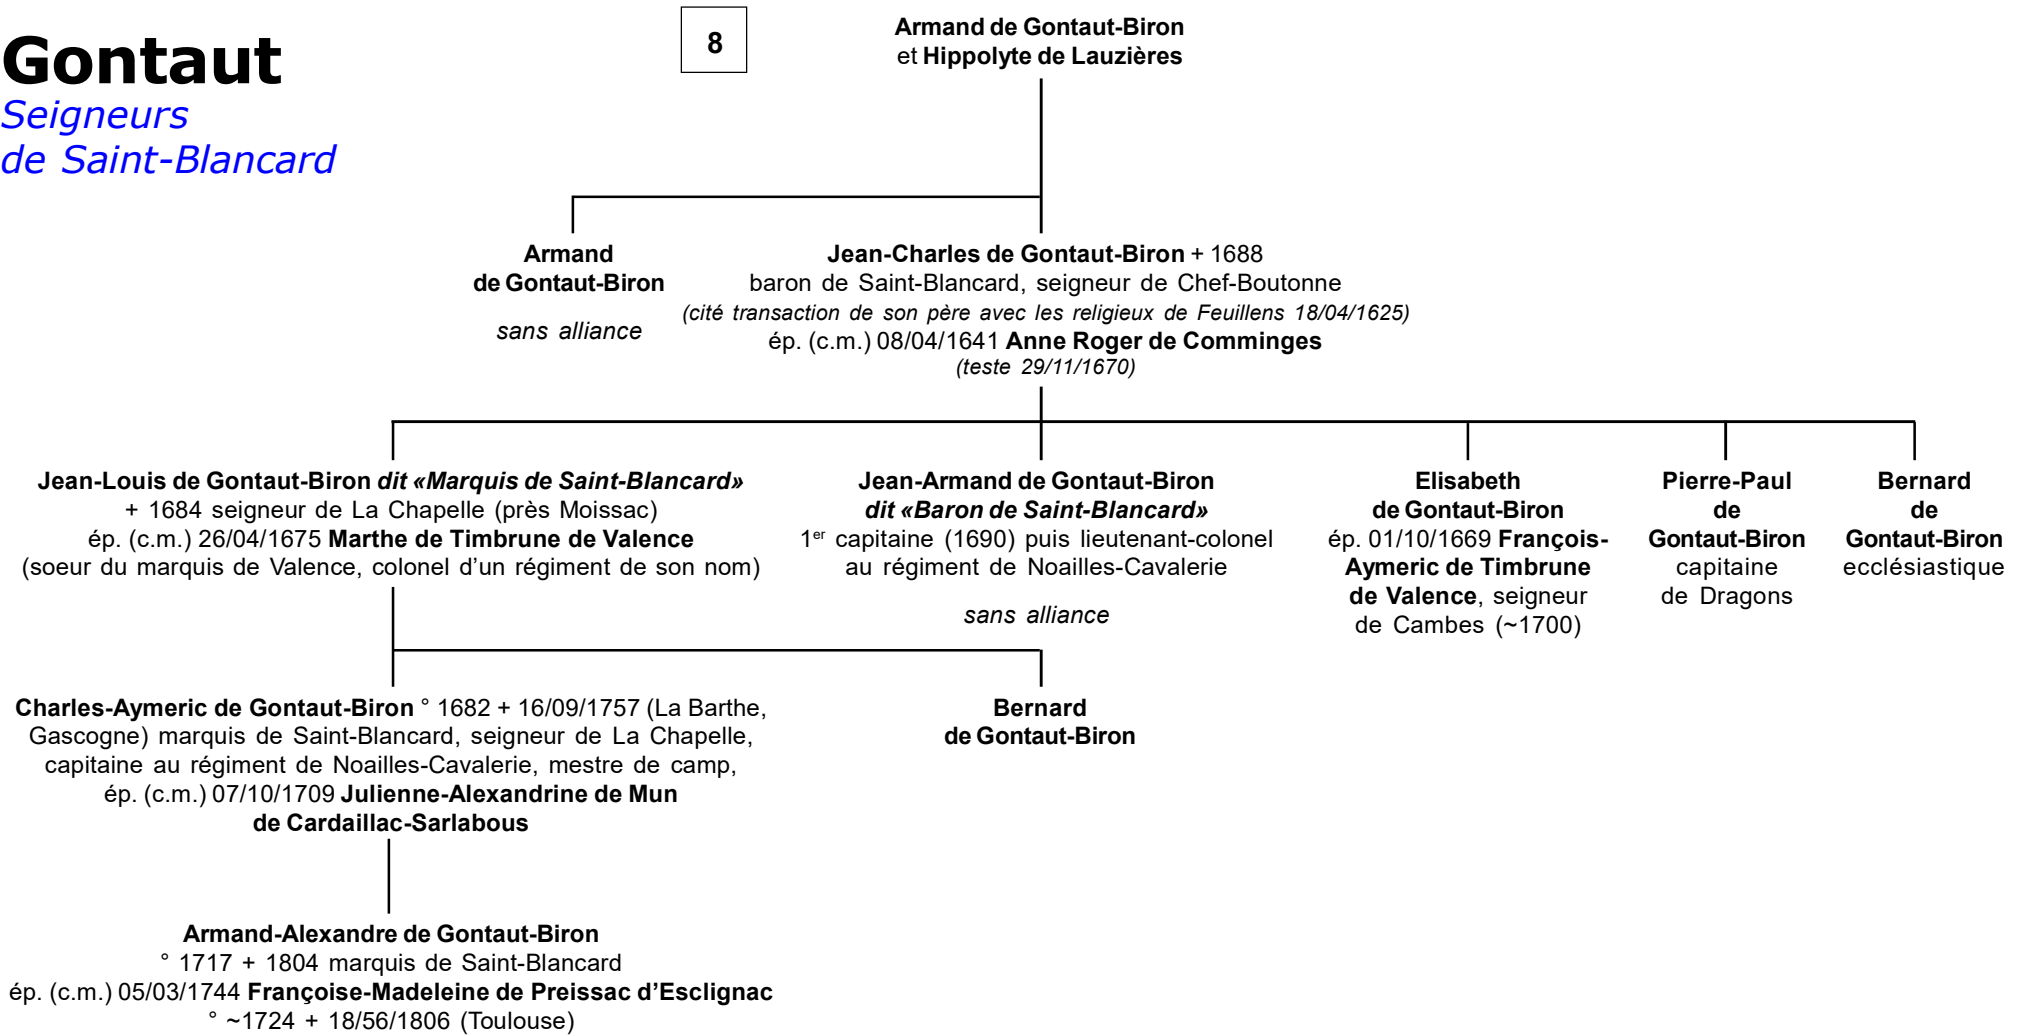 Gontaut
Seigneurs
de Saint-Blancard
8
Armand de Gontaut-Biron
et Hippolyte de Lauzières
Armand
de Gontaut-Biron
sans alliance
Jean-Charles de Gontaut-Biron + 1688
baron de Saint-Blancard, seigneur de Chef-Boutonne
(cité transaction de son père avec les religieux de Feuillens 18/04/1625)
ép. (c.m.) 08/04/1641 Anne Roger de Comminges
(teste 29/11/1670)
Jean-Louis de Gontaut-Biron dit «Marquis de Saint-Blancard»
+ 1684 seigneur de La Chapelle (près Moissac)
ép. (c.m.) 26/04/1675 Marthe de Timbrune de Valence
(soeur du marquis de Valence, colonel d'un régiment de son nom)
Jean-Armand de Gontaut-Biron
dit «Baron de Saint-Blancard»
1er capitaine (1690) puis lieutenant-colonel
au régiment de Noailles-Cavalerie
sans alliance
Elisabeth
de Gontaut-Biron
ép. 01/10/1669 François-
Aymeric de Timbrune
de Valence, seigneur
de Cambes (~1700)
Pierre-Paul
de
Gontaut-Biron
capitaine
de Dragons
Bernard
de
Gontaut-Biron
ecclésiastique
Charles-Aymeric de Gontaut-Biron ° 1682 + 16/09/1757 (La Barthe,
Gascogne) marquis de Saint-Blancard, seigneur de La Chapelle,
capitaine au régiment de Noailles-Cavalerie, mestre de camp,
ép. (c.m.) 07/10/1709 Julienne-Alexandrine de Mun
de Cardaillac-Sarlabous
Bernard
de Gontaut-Biron
Armand-Alexandre de Gontaut-Biron
° 1717 + 1804 marquis de Saint-Blancard
ép. (c.m.) 05/03/1744 Françoise-Madeleine de Preissac d'Esclignac
° ~1724 + 18/56/1806 (Toulouse)